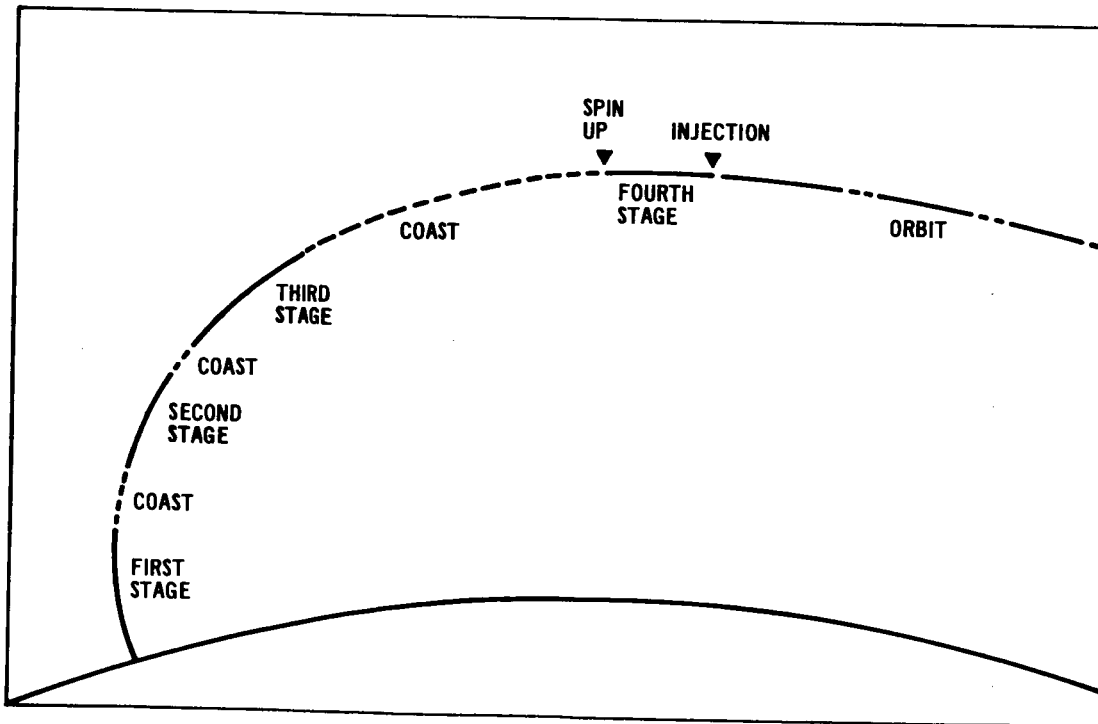 SPIN
UP
INJECTION
FOURTH
STAGE
COAST
ORBIT
THIRD
STAGE
COAST
SECOND
STAGE
COAST
FIRST
STAGE